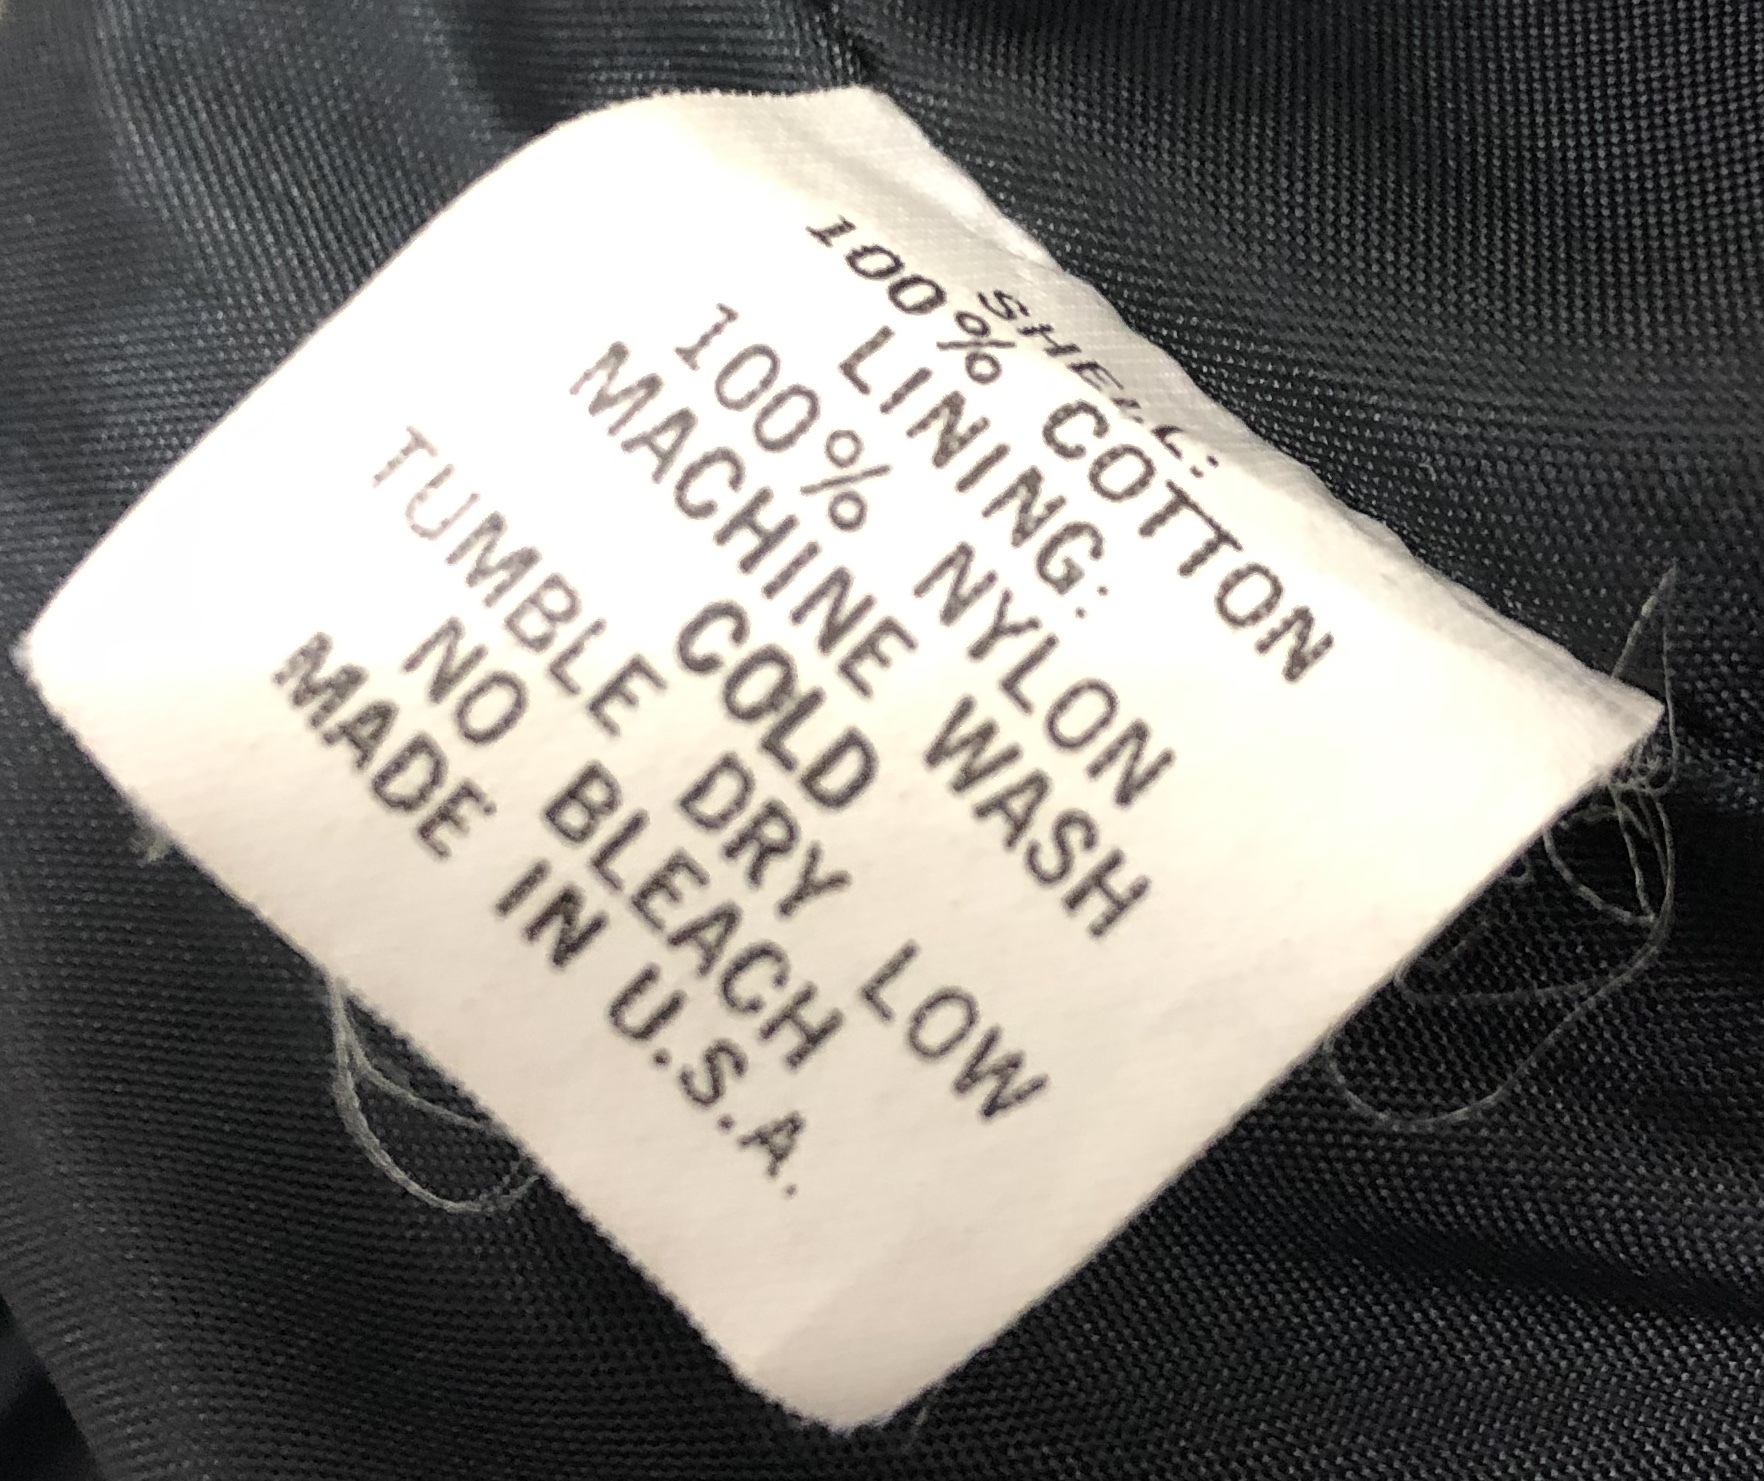 SHELL:
100% COTTON
LINING:
100% NYLON
MACHINE WASH
COLD
TUMBLE DRY LOW
NO BLEACH
MADE IN U.S.A.